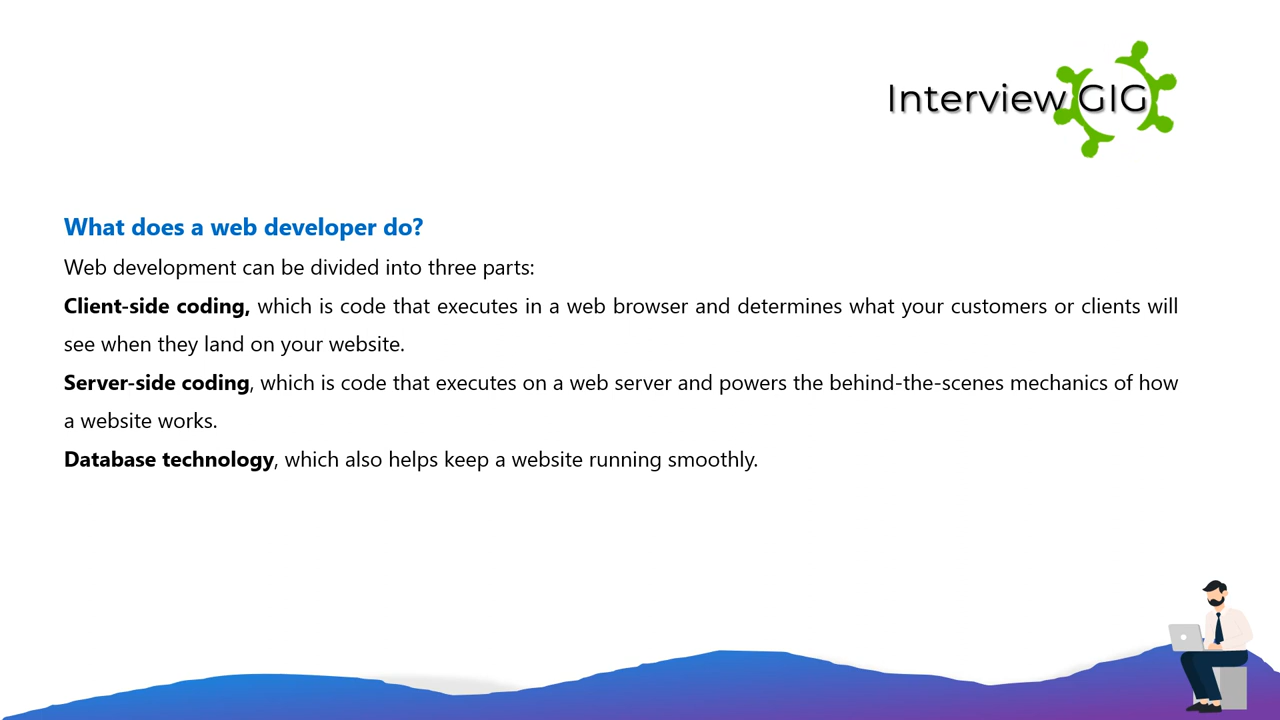 Interview GIG
What does a web developer do?
Web development can be divided into three parts:
Client-side coding, which is code that executes in a web browser and determines what your customers or clients will
see when they land on your website.
Server-side coding, which is code that executes on a web server and powers the behind-the-scenes mechanics of how
a website works.
Database technology, which also helps keep a website running smoothly.